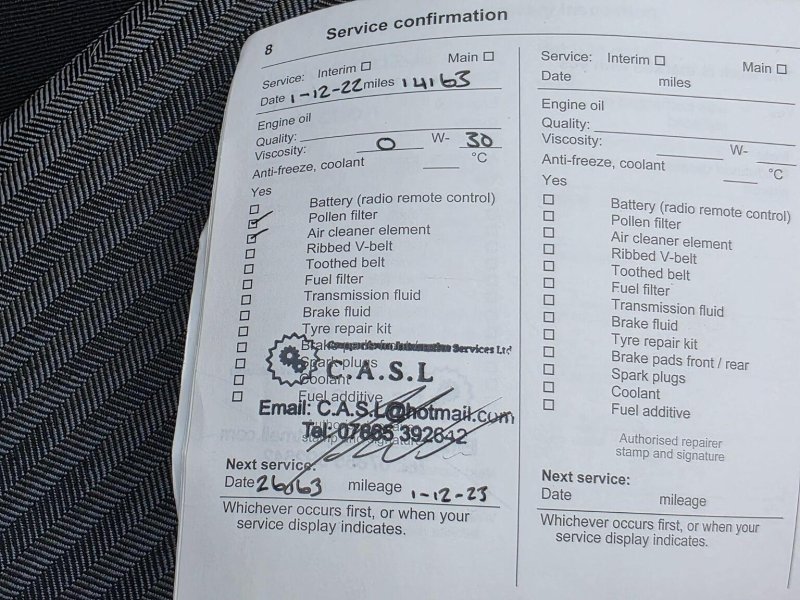 8
Service confirmation
Service: Interim Main
Date 1-12-22 miles 14163
Engine oil
Quality:
Viscosity: 0 W- 30
Anti-freeze, coolant °C
Yes
Battery (radio remote control)
Pollen filter
Air cleaner element
Ribbed V-belt
Toothed belt
Fuel filter
Transmission fluid
Brake fluid
Tyre repair kit
Services Ltd
Spark plugs
C.A.S.L
Coolant
Fuel additive
Email: C.A.S.L@hotmail.com
Tel: 07865 392642
stamp and signature
Next service:
Date 26163 mileage 1-12-23
Whichever occurs first, or when your
service display indicates.
Service: Interim Main
Date miles
Engine oil
Quality:
Viscosity: W-
Anti-freeze, coolant °C
Yes
Battery (radio remote control)
Pollen filter
Air cleaner element
Ribbed V-belt
Toothed belt
Fuel filter
Transmission fluid
Brake fluid
Tyre repair kit
Brake pads front / rear
Spark plugs
Coolant
Fuel additive
Authorised repairer
stamp and signature
Next service:
Date mileage
Whichever occurs first, or when your
service display indicates.